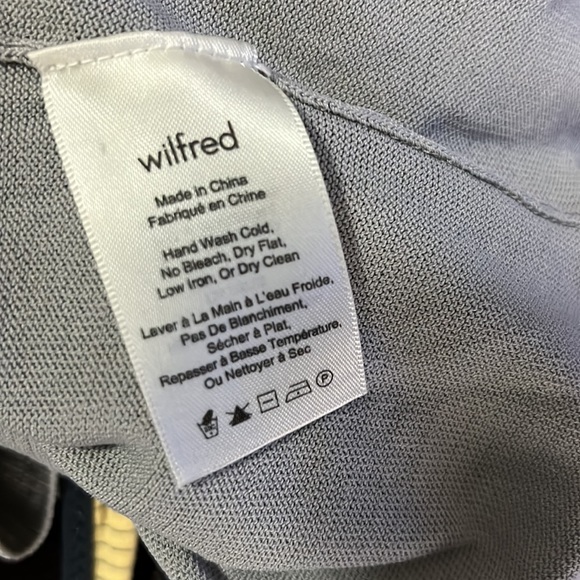 wilfred
Made in China
Fabriqué en Chine
Hand Wash Cold,
No Bleach, Dry Flat,
Low Iron, Or Dry Clean
Laver à La Main à L'eau Froide,
Pas De Blanchiment,
Sécher à Plat,
Repasser à Basse Température,
Ou Nettoyer à Sec
P